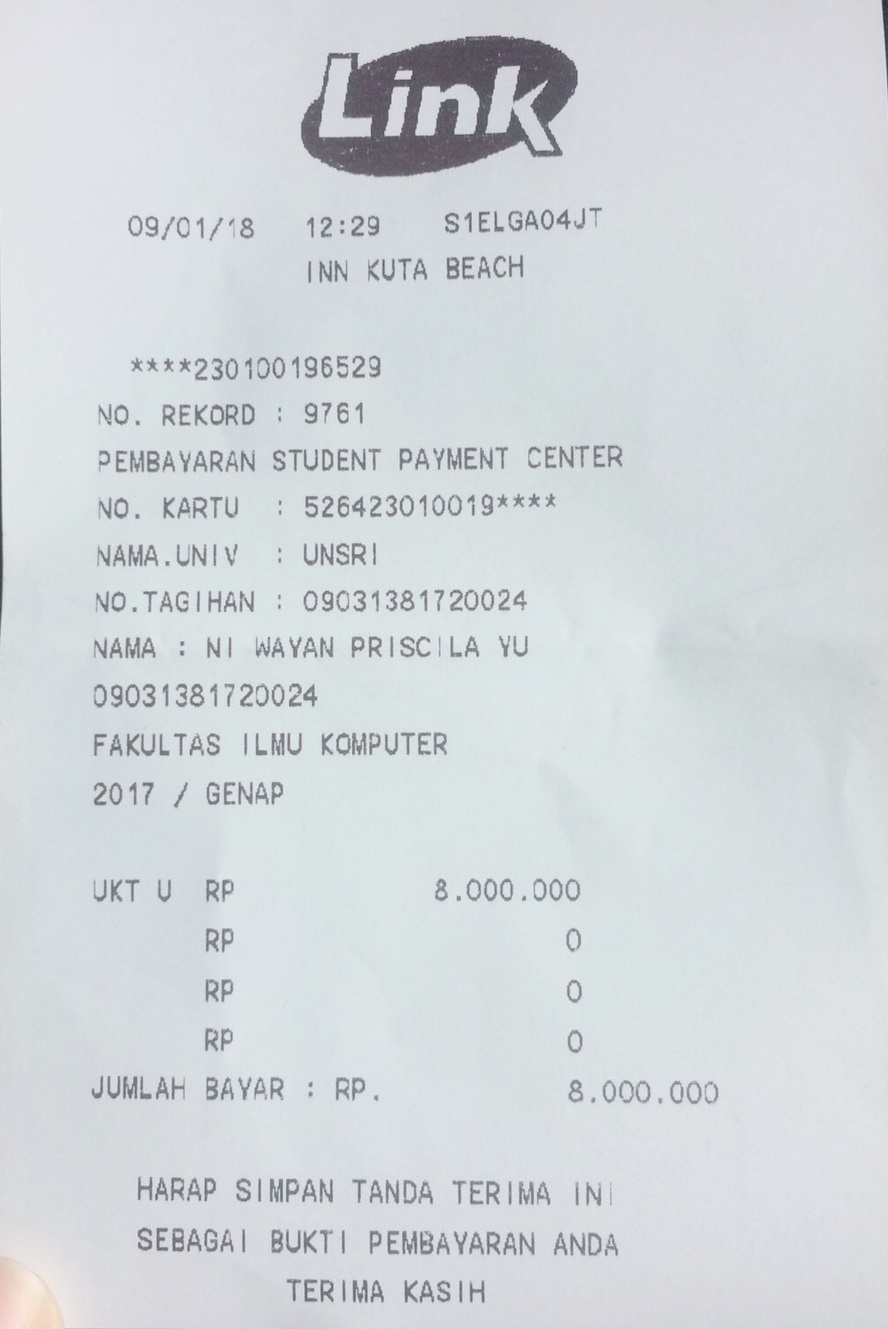 Link
09/01/18 12:29 S1ELGA04JT
INN KUTA BEACH
****230100196529
NO. REKORD : 9761
PEMBAYARAN STUDENT PAYMENT CENTER
NO. KARTU : 526423010019****
NAMA.UNIV : UNSRI
NO.TAGIHAN : 09031381720024
NAMA : NI WAYAN PRISCILA YU
09031381720024
FAKULTAS ILMU KOMPUTER
2017 / GENAP
UKT U RP 8.000.000
RP 0
RP 0
RP 0
JUMLAH BAYAR : RP. 8.000.000
HARAP SIMPAN TANDA TERIMA INI
SEBAGAI BUKTI PEMBAYARAN ANDA
TERIMA KASIH